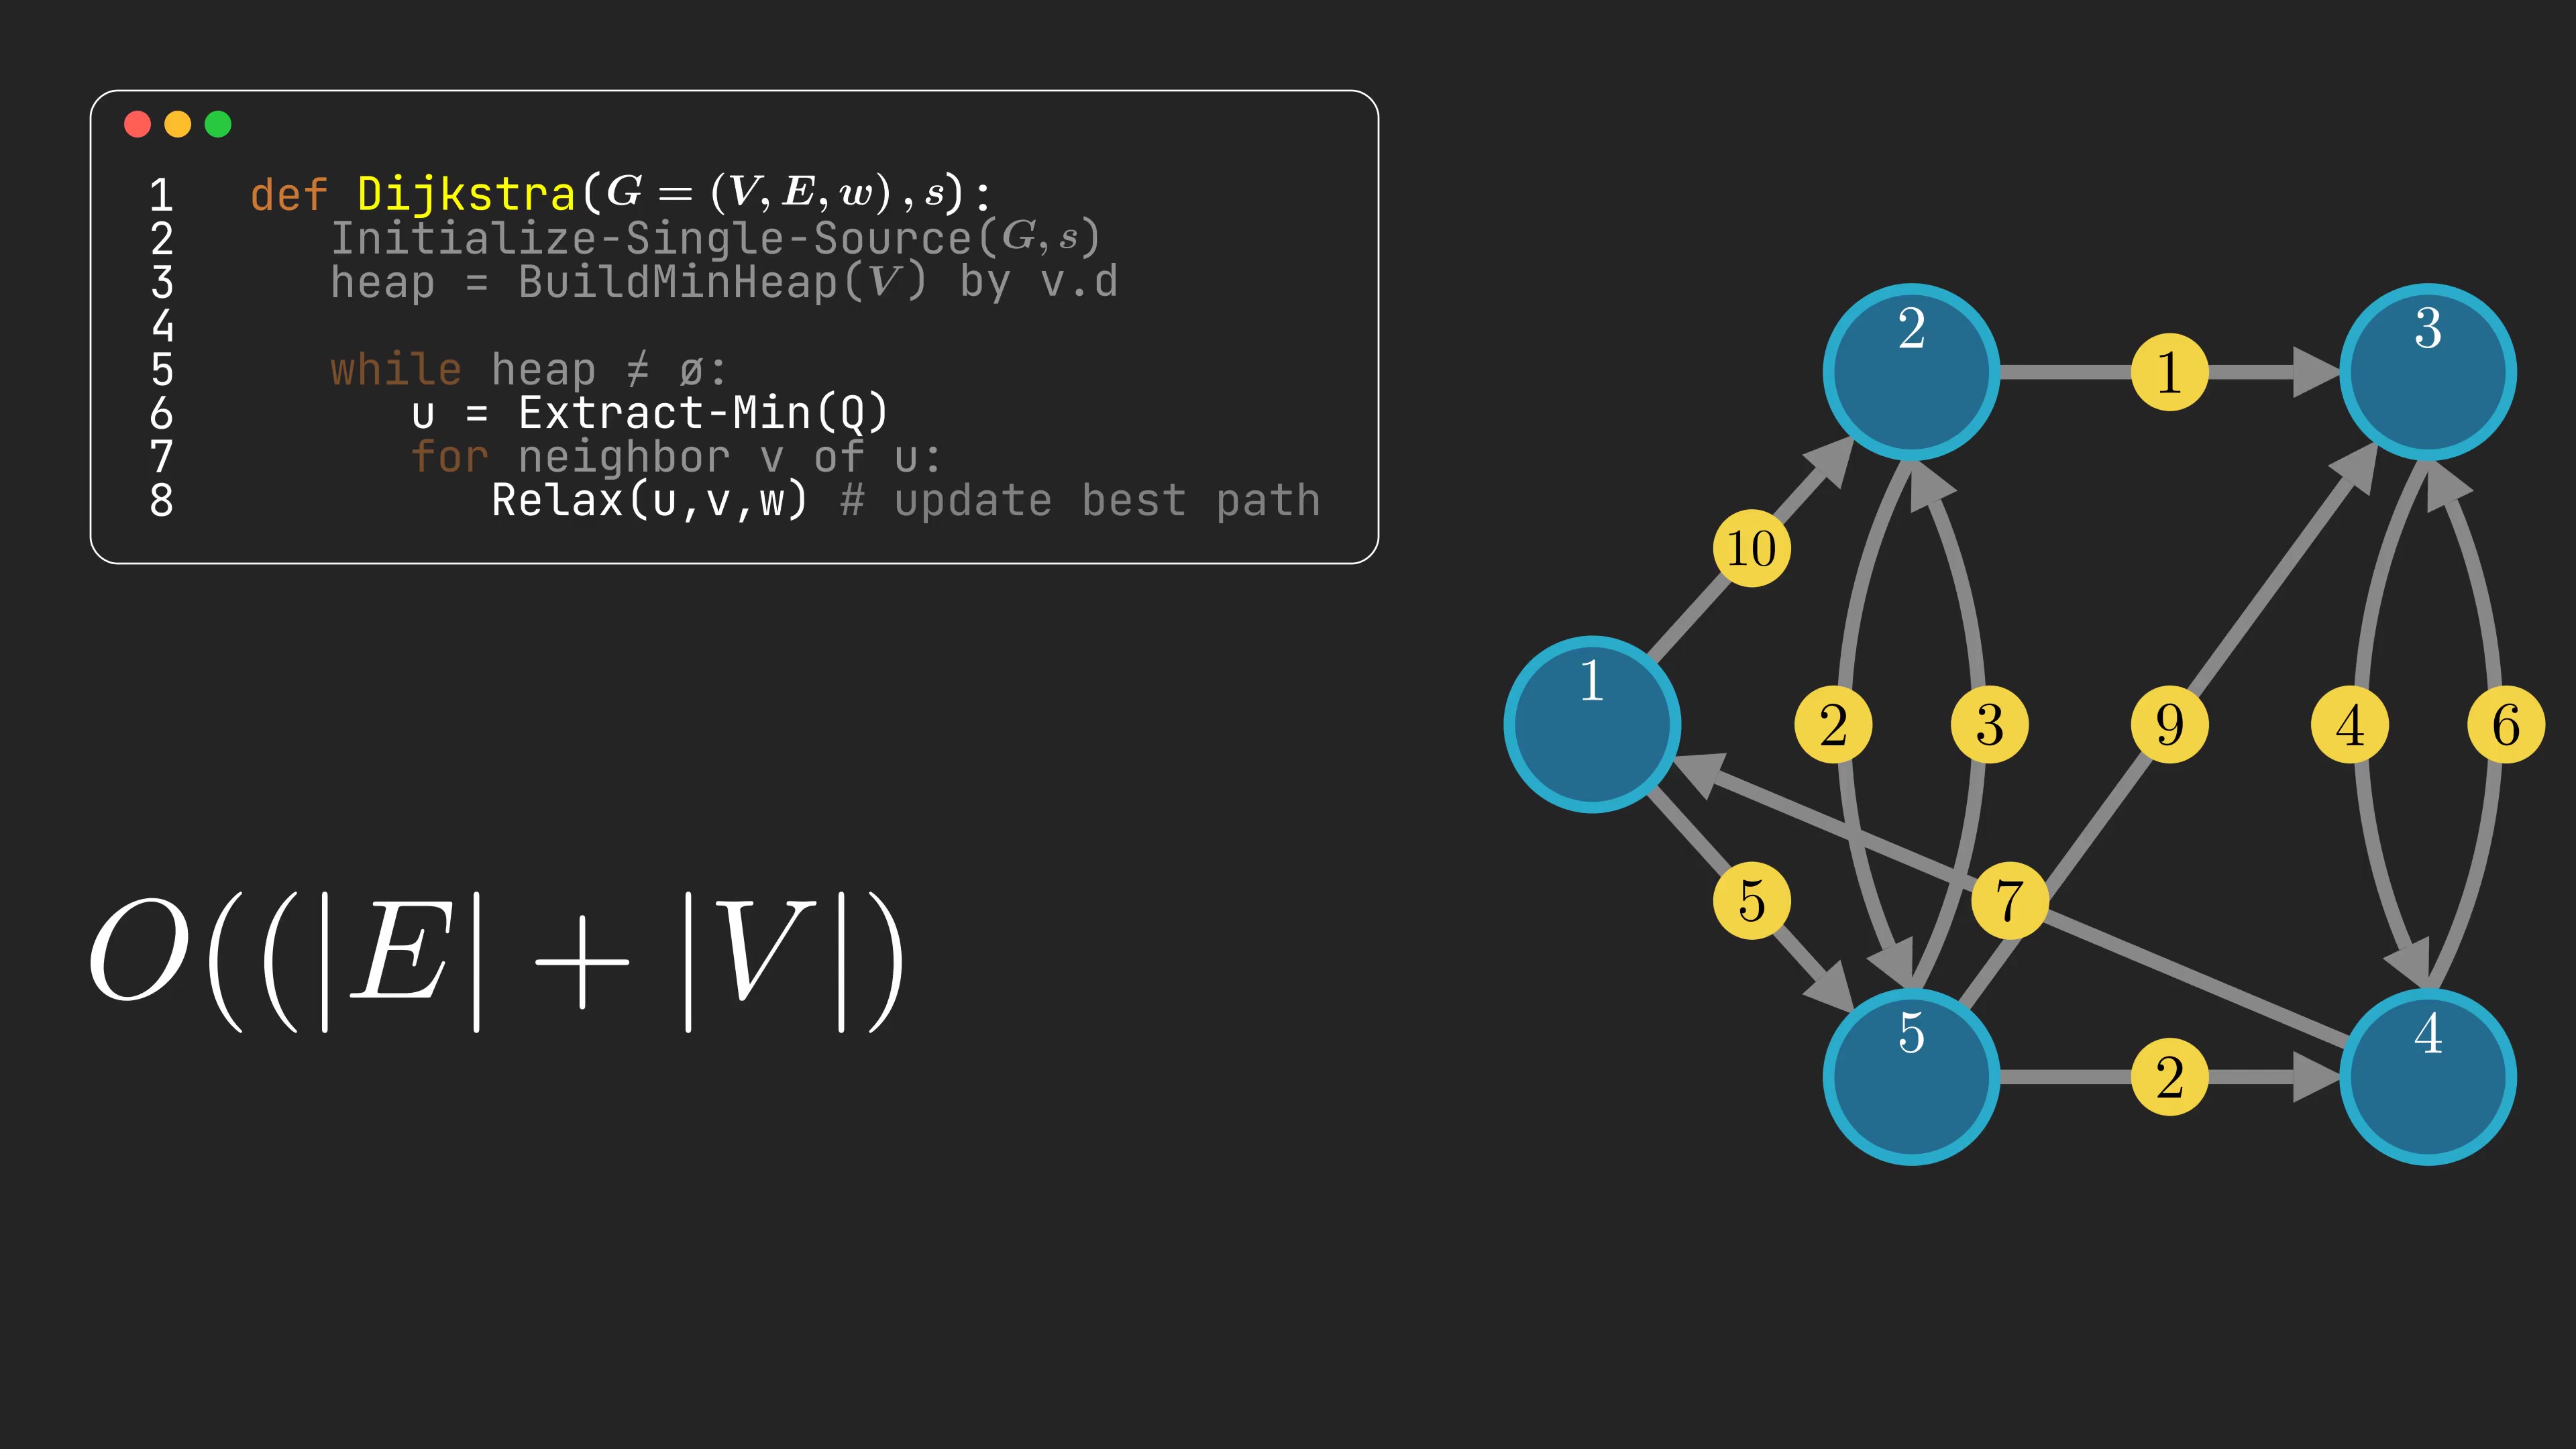 1 def Dijkstra(G = (V, E, w), s):
2 Initialize-Single-Source(G, s)
3 heap = BuildMinHeap(V) by v.d
4
5 while heap ≠ ø:
6 u = Extract-Min(Q)
7 for neighbor v of u:
8 Relax(u,v,w) # update best path
O((|E| + |V|)
2
3
1
10
1
2
3
9
4
6
5
7
5
4
2